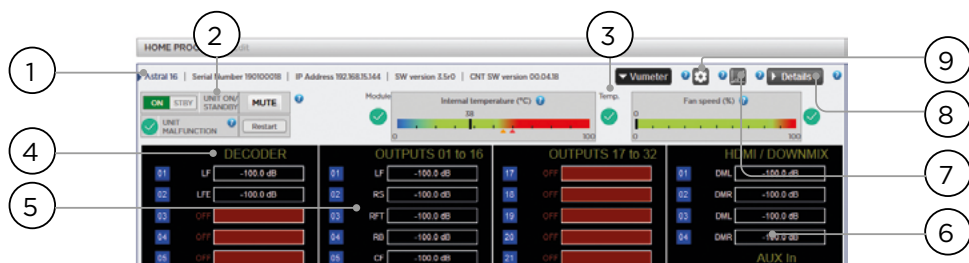 1 2 3 9
HOME PRO
Astral 16 | Serial Number 190100018 | IP Address 192.168.15.144 | SW version 3.5r0 | CNT SW version 00.04.18 Vumeter Details 8
ON STBY UNIT ON/STANDBY MUTE Module Internal temperature (°C) Temp. Fan speed (%)
38 0
UNIT MALFUNCTION Restart 0 100 0 100
4 DECODER OUTPUTS 01 to 16 OUTPUTS 17 to 32 HDMI / DOWNMIX
01 LF -100.0 dB 01 LF -100.0 dB 17 OFF 01 DML -100.0 dB 7
02 LFE -100.0 dB 02 RS -100.0 dB 18 OFF 02 DMR -100.0 dB
5 03 OFF 03 RFT -100.0 dB 19 OFF 03 DML -100.0 dB
04 OFF 04 RB -100.0 dB 20 OFF 04 DMR -100.0 dB 6
05 OFF 05 CF -100.0 dB 21 OFF AUX In